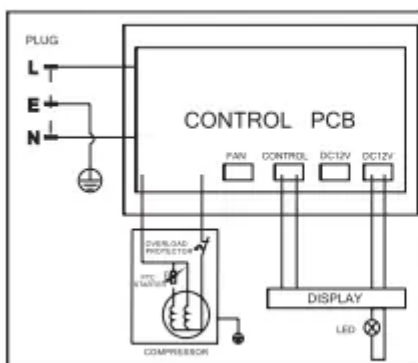 PLUG
L
E
N
CONTROL PCB
FAN CONTROL DC12V DC12V
OVERLOAD
PROTECTOR
PTC
STARTER
COMPRESSOR
DISPLAY
LED